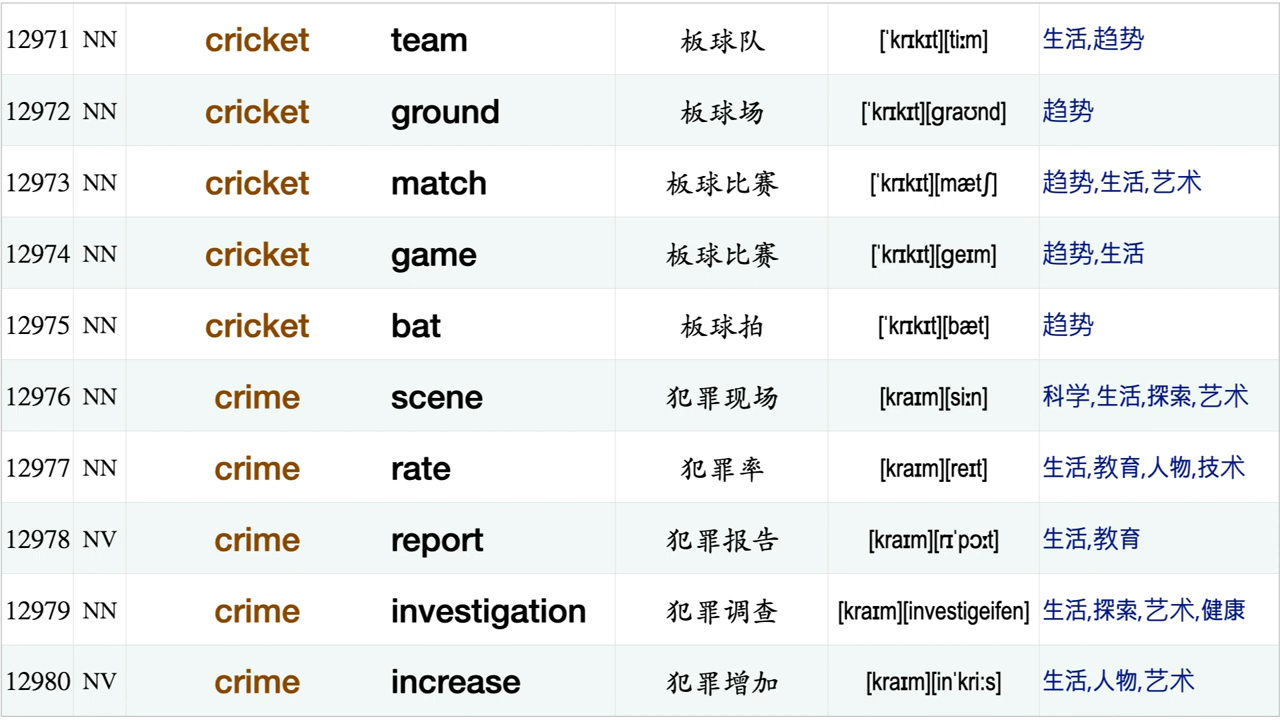 12971 NN cricket team 板球队 [ˈkrɪkɪt][tiːm] 生活,趋势
12972 NN cricket ground 板球场 [ˈkrɪkɪt][ɡraʊnd] 趋势
12973 NN cricket match 板球比赛 [ˈkrɪkɪt][mætʃ] 趋势,生活,艺术
12974 NN cricket game 板球比赛 [ˈkrɪkɪt][ɡeɪm] 趋势,生活
12975 NN cricket bat 板球拍 [ˈkrɪkɪt][bæt] 趋势
12976 NN crime scene 犯罪现场 [kraɪm][siːn] 科学,生活,探索,艺术
12977 NN crime rate 犯罪率 [kraɪm][reɪt] 生活,教育,人物,技术
12978 NV crime report 犯罪报告 [kraɪm][rɪˈpɔːt] 生活,教育
12979 NN crime investigation 犯罪调查 [kraɪm][investigeifen] 生活,探索,艺术,健康
12980 NV crime increase 犯罪增加 [kraɪm][inˈkriːs] 生活,人物,艺术